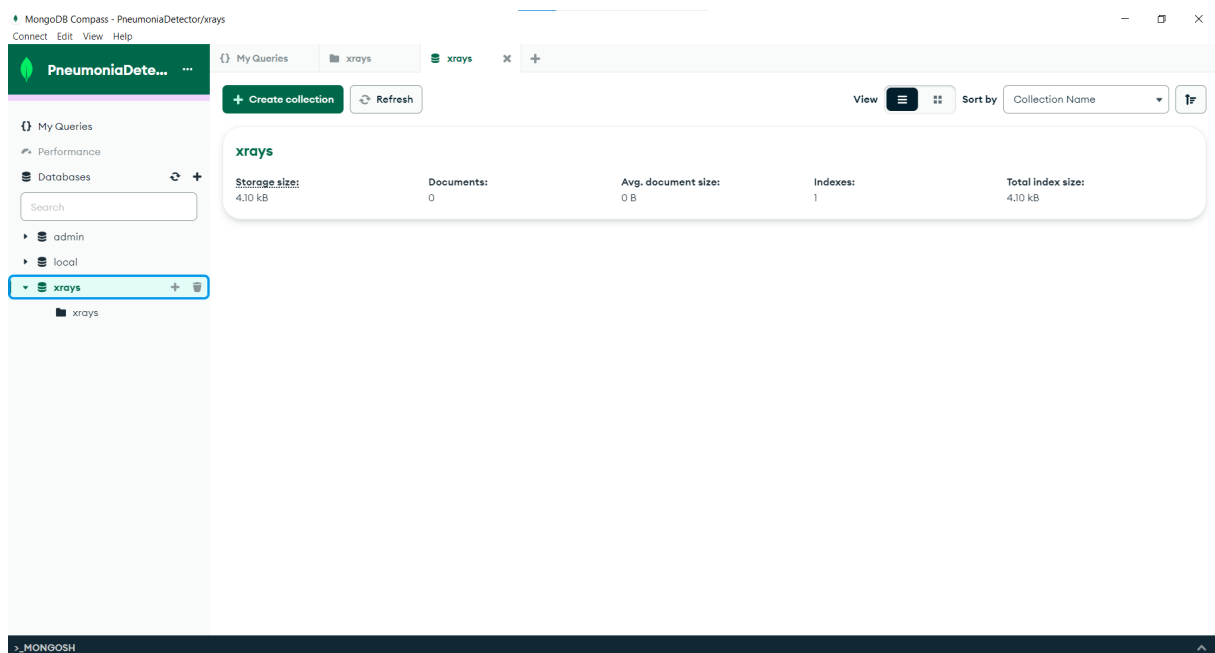 MongoDB Compass - PneumoniaDetector/xrays
Connect Edit View Help
PneumoniaDete... ...
{} My Queries
xrays
xrays
Create collection
Refresh
View
Sort by
Collection Name
{} My Queries
Performance
Databases
Search
admin
local
xrays
xrays
xrays
Storage size: Documents: Avg. document size: Indexes: Total index size:
4.10 kB 0 0 B 1 4.10 kB
>_MONGOSH